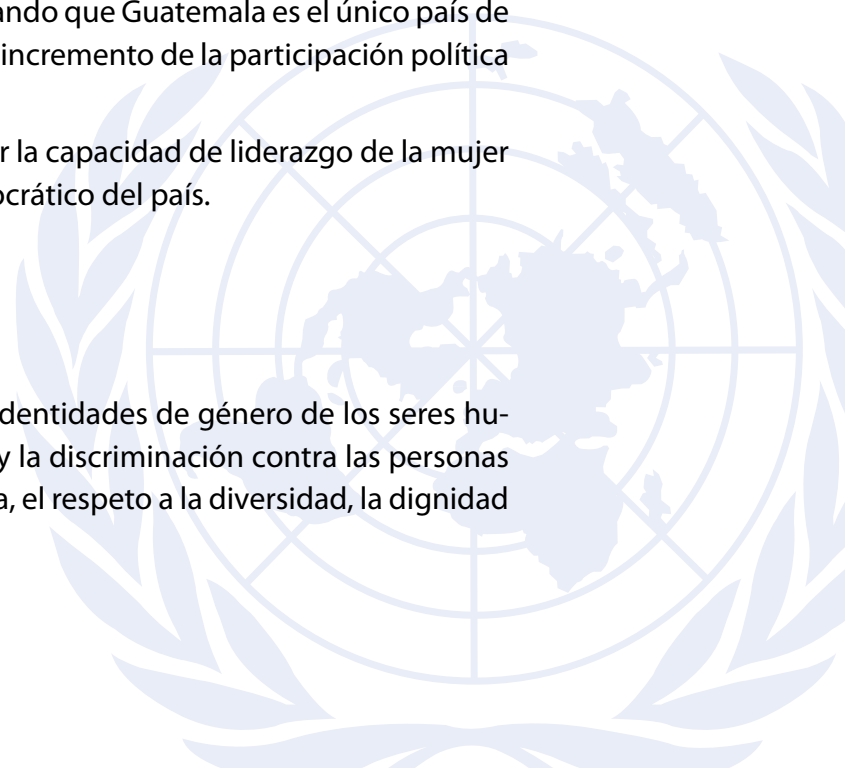 ando que Guatemala es el único país de
incremento de la participación política
r la capacidad de liderazgo de la mujer
ocrático del país.
dentidades de género de los seres hu-
y la discriminación contra las personas
a, el respeto a la diversidad, la dignidad